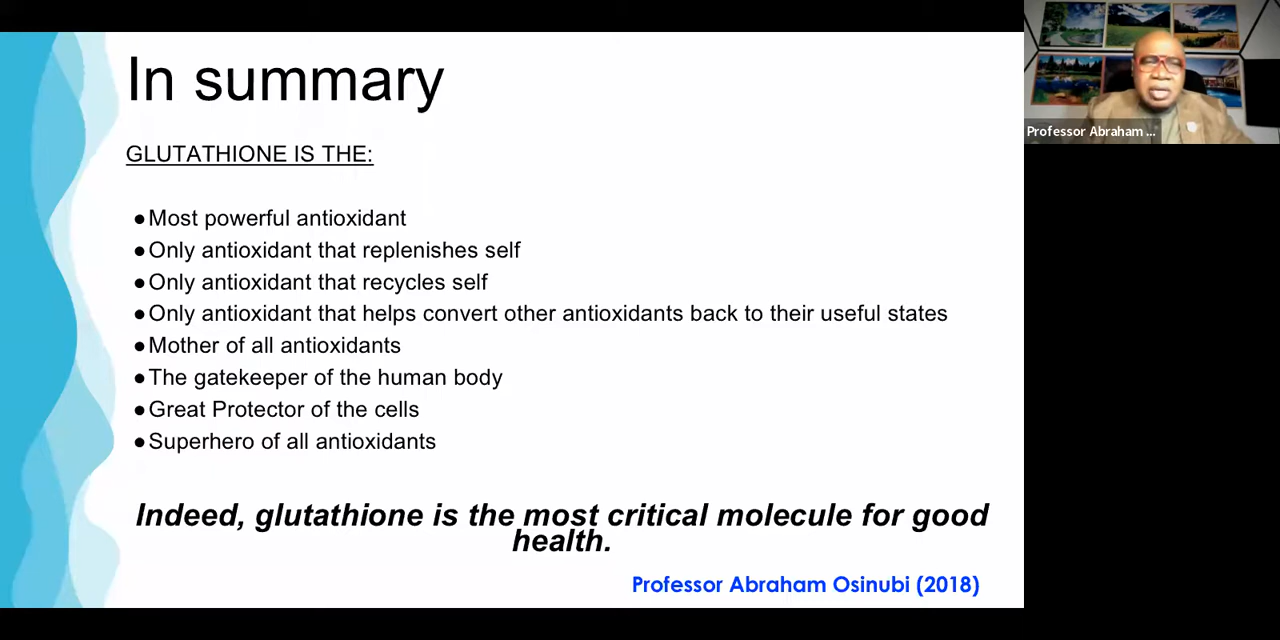 In summary
GLUTATHIONE IS THE:
●Most powerful antioxidant
●Only antioxidant that replenishes self
●Only antioxidant that recycles self
●Only antioxidant that helps convert other antioxidants back to their useful states
●Mother of all antioxidants
●The gatekeeper of the human body
●Great Protector of the cells
●Superhero of all antioxidants
Indeed, glutathione is the most critical molecule for good
health.
Professor Abraham Osinubi (2018)
Professor Abraham ...